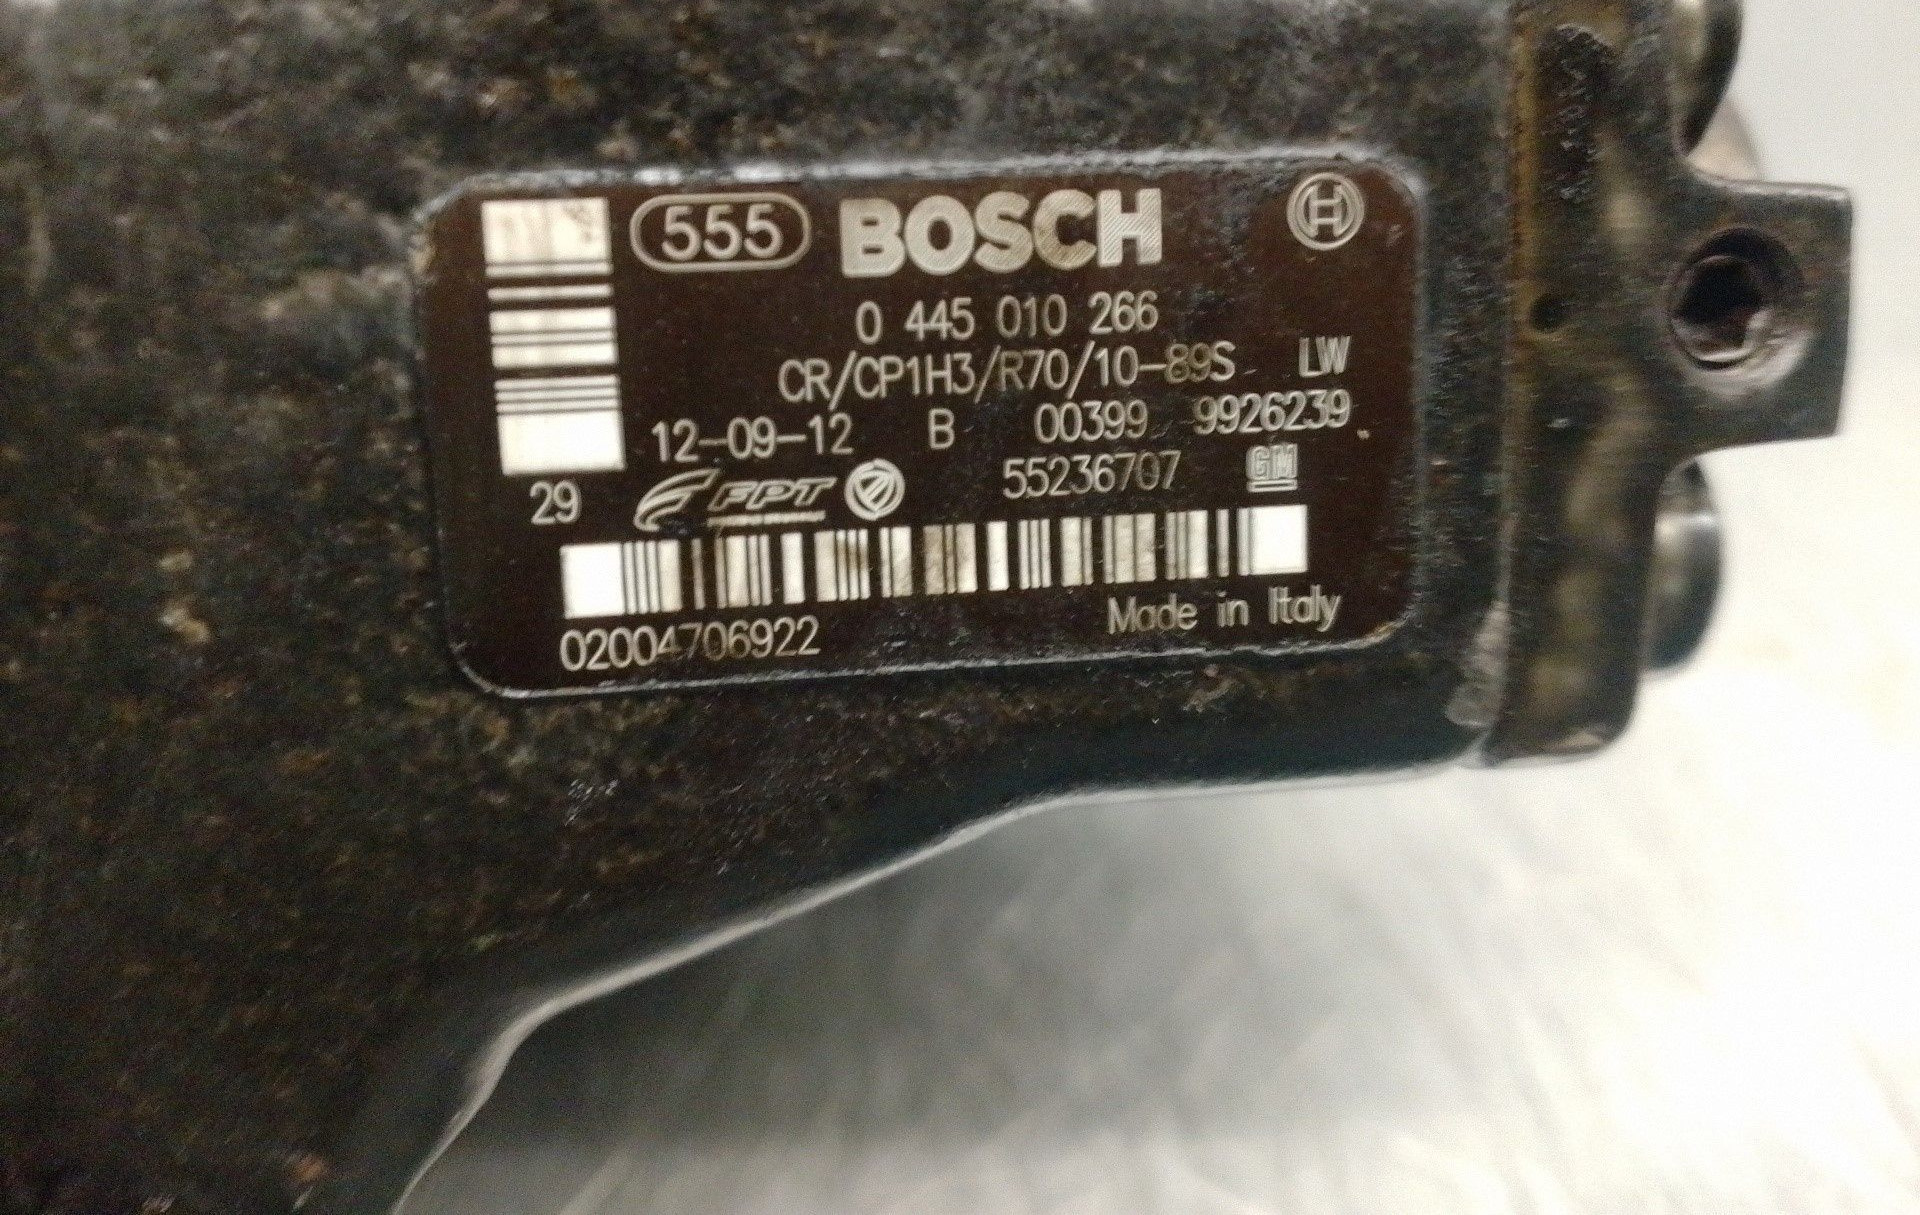 555 BOSCH H
0 445 010 266
CR/CP1H3/R70/10-89S LW
12-09-12 B 00399 9926239
29 FPT 55236707 GM
02004706922 Made in Italy